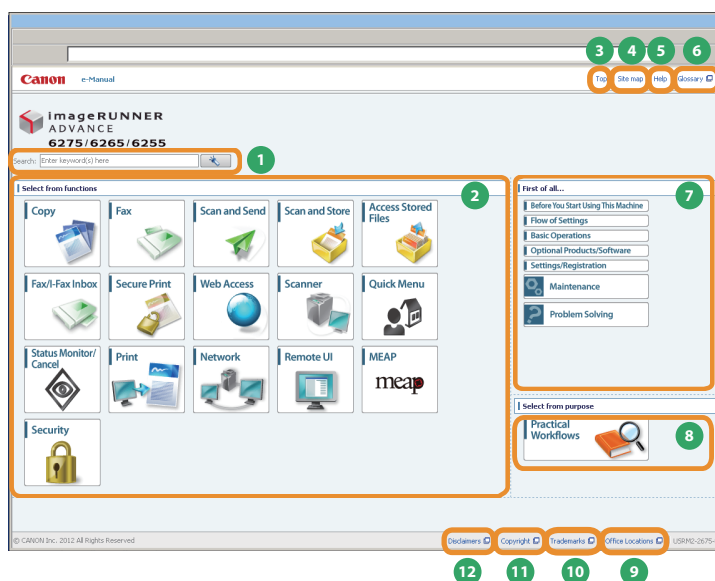 3 4 5 6
Canon e-Manual Top Site map Help Glossary
imageRUNNER
ADVANCE
6275/6265/6255
Search: Enter keyword(s) here 1
Select from functions 2
Copy Fax Scan and Send Scan and Store Access Stored
Files
Fax/I-Fax Inbox Secure Print Web Access Scanner Quick Menu
Status Monitor/
Cancel
Print Network Remote UI MEAP
meap
Security
First of all... 7
Before You Start Using This Machine
Flow of Settings
Basic Operations
Optional Products/Software
Settings/Registration
Maintenance
Problem Solving
Select from purpose
Practical
Workflows
8
© CANON Inc. 2012 All Rights Reserved Disclaimers Copyright Trademarks Office Locations USRM2-2675-
12 11 10 9